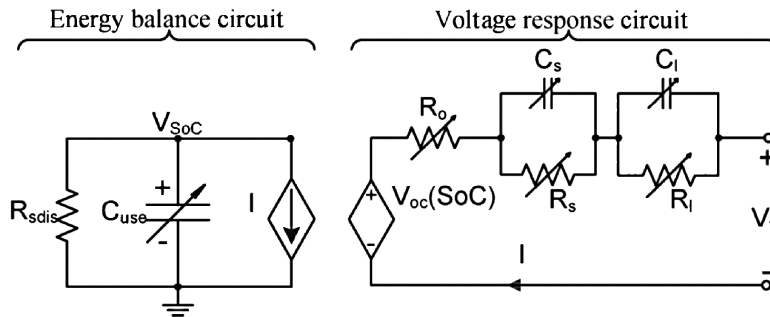 Energy balance circuit
Voltage response circuit
V_SoC
R_sdis
+
C_use
-
I
R_o
C_s
R_s
C_l
R_l
+
V_oc(SoC)
-
I
+
V
-